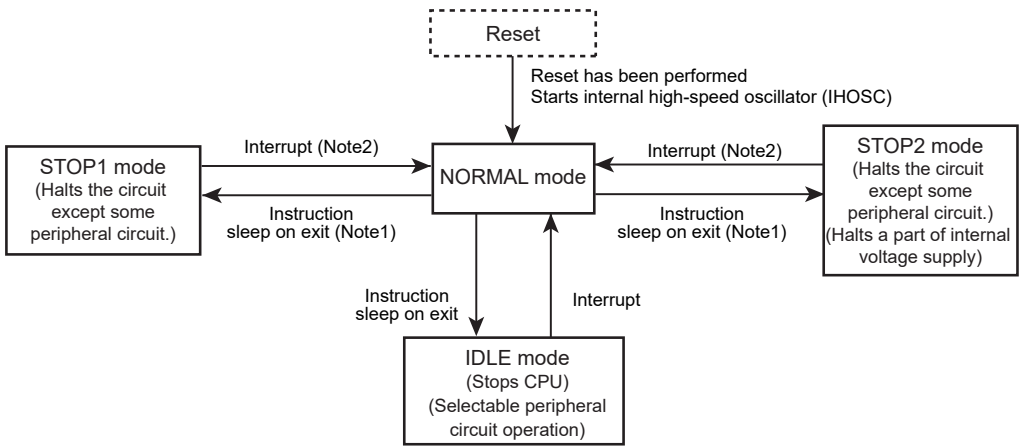 Reset
Reset has been performed
Starts internal high-speed oscillator (IHOSC)
STOP1 mode
(Halts the circuit
except some
peripheral circuit.)
Interrupt (Note2)
Instruction
sleep on exit (Note1)
NORMAL mode
Interrupt (Note2)
Instruction
sleep on exit (Note1)
STOP2 mode
(Halts the circuit
except some
peripheral circuit.)
(Halts a part of internal
voltage supply)
Instruction
sleep on exit
Interrupt
IDLE mode
(Stops CPU)
(Selectable peripheral
circuit operation)